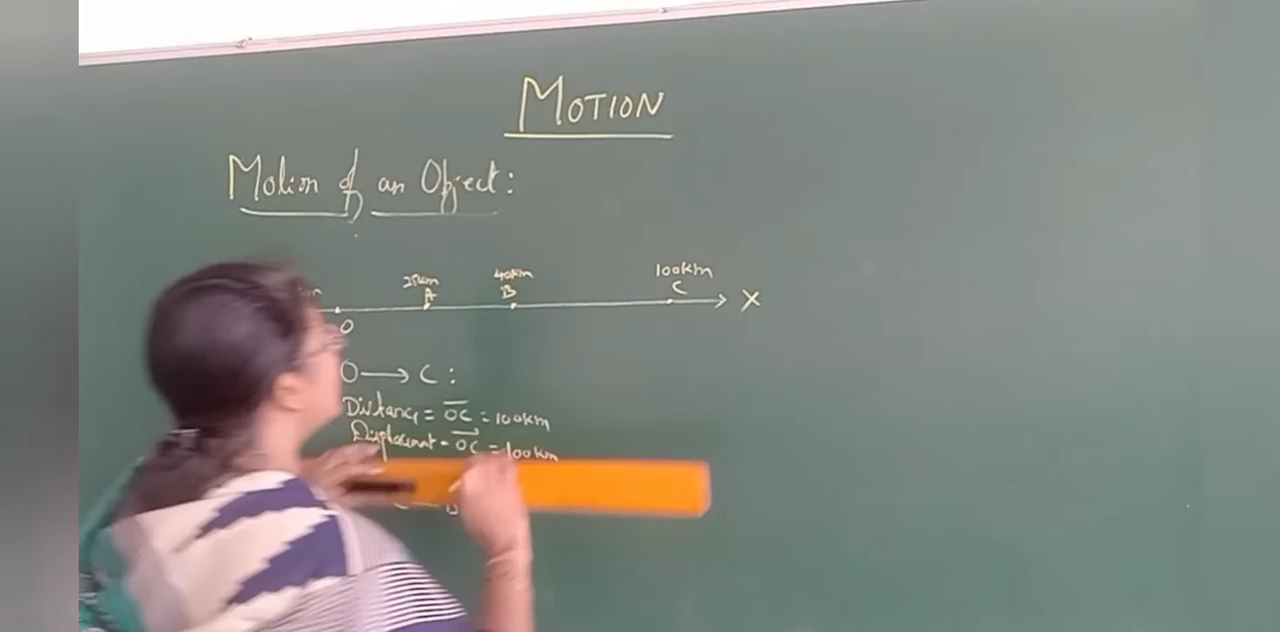 MOTION
Motion of an Object:
25km 40km 100km
A B C
X
O
O → C :
Distance = OC = 100km
Displacement = OC = 100km